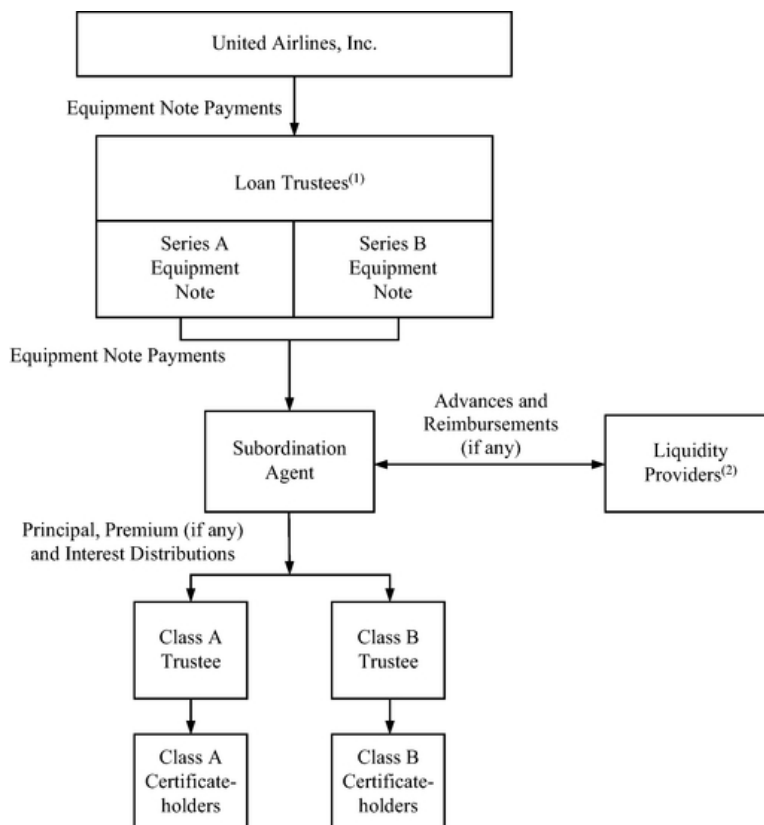 United Airlines, Inc.
Equipment Note Payments
Loan Trustees(1)
Series A
Equipment
Note
Series B
Equipment
Note
Equipment Note Payments
Advances and
Reimbursements
(if any)
Subordination
Agent
Liquidity
Providers(2)
Principal, Premium (if any)
and Interest Distributions
Class A
Trustee
Class B
Trustee
Class A
Certificate-
holders
Class B
Certificate-
holders